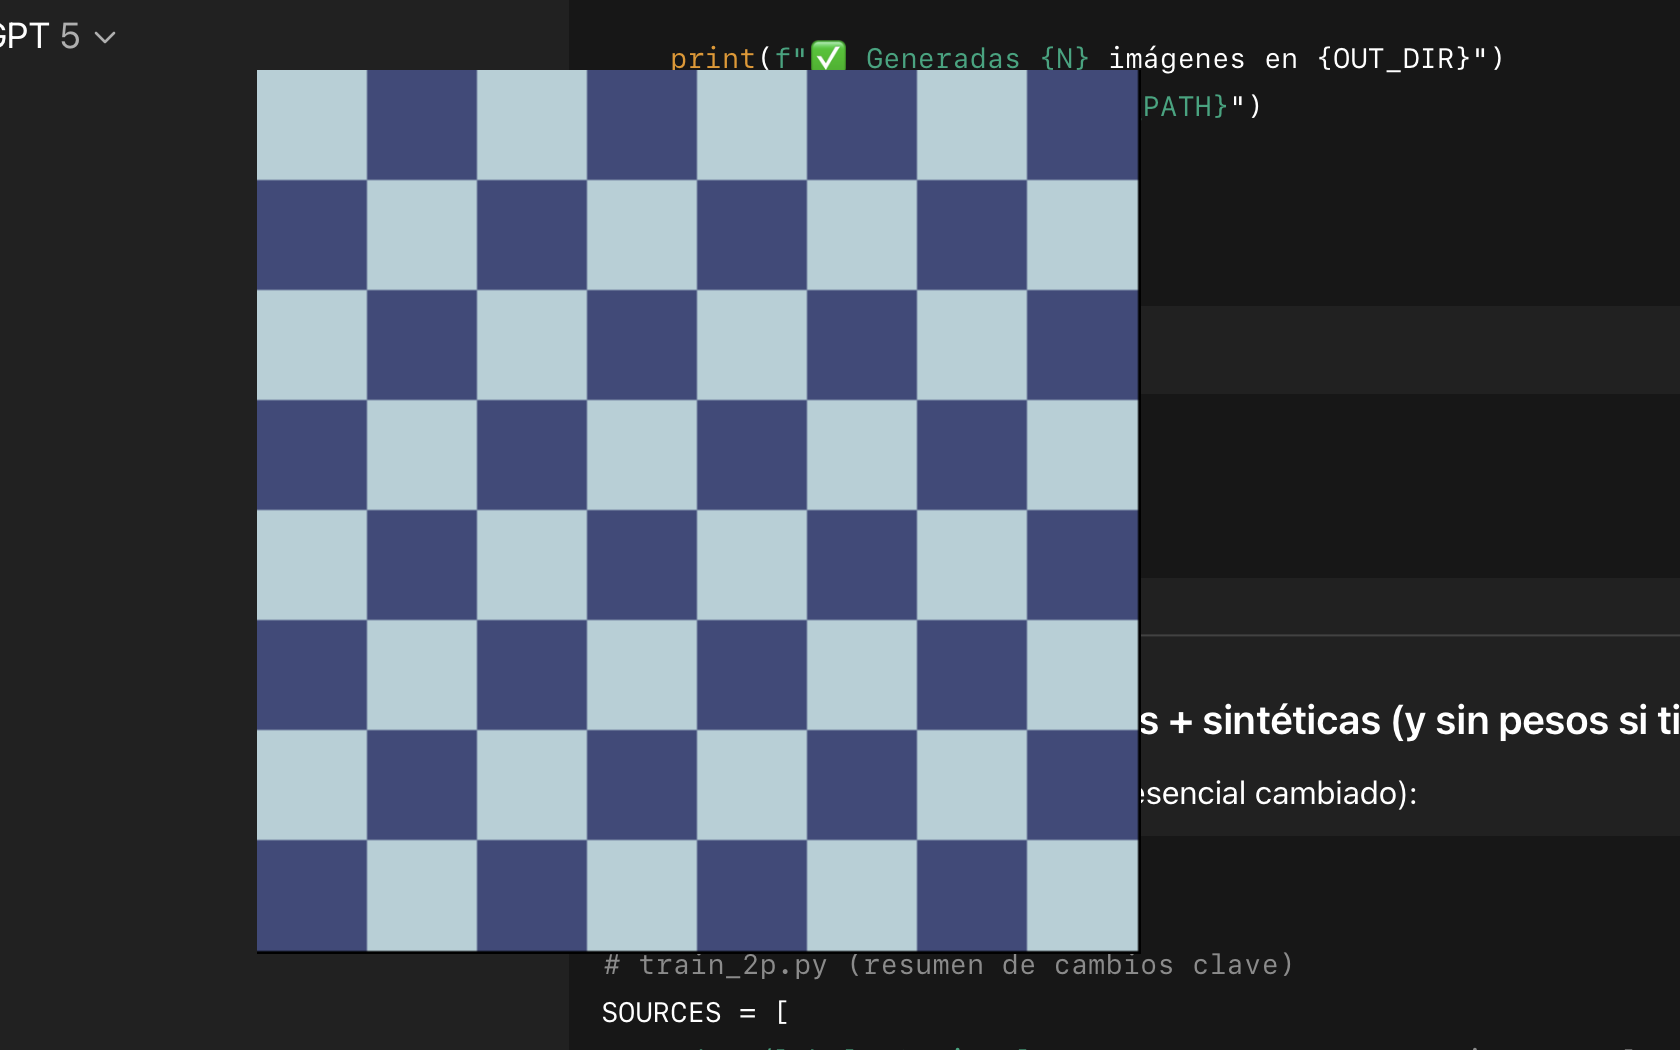 GPT 5
print(f"✅ Generadas {N} imágenes en {OUT_DIR}")
PATH}")
s + sintéticas (y sin pesos si ti
esencial cambiado):
# train_2p.py (resumen de cambios clave)
SOURCES = [